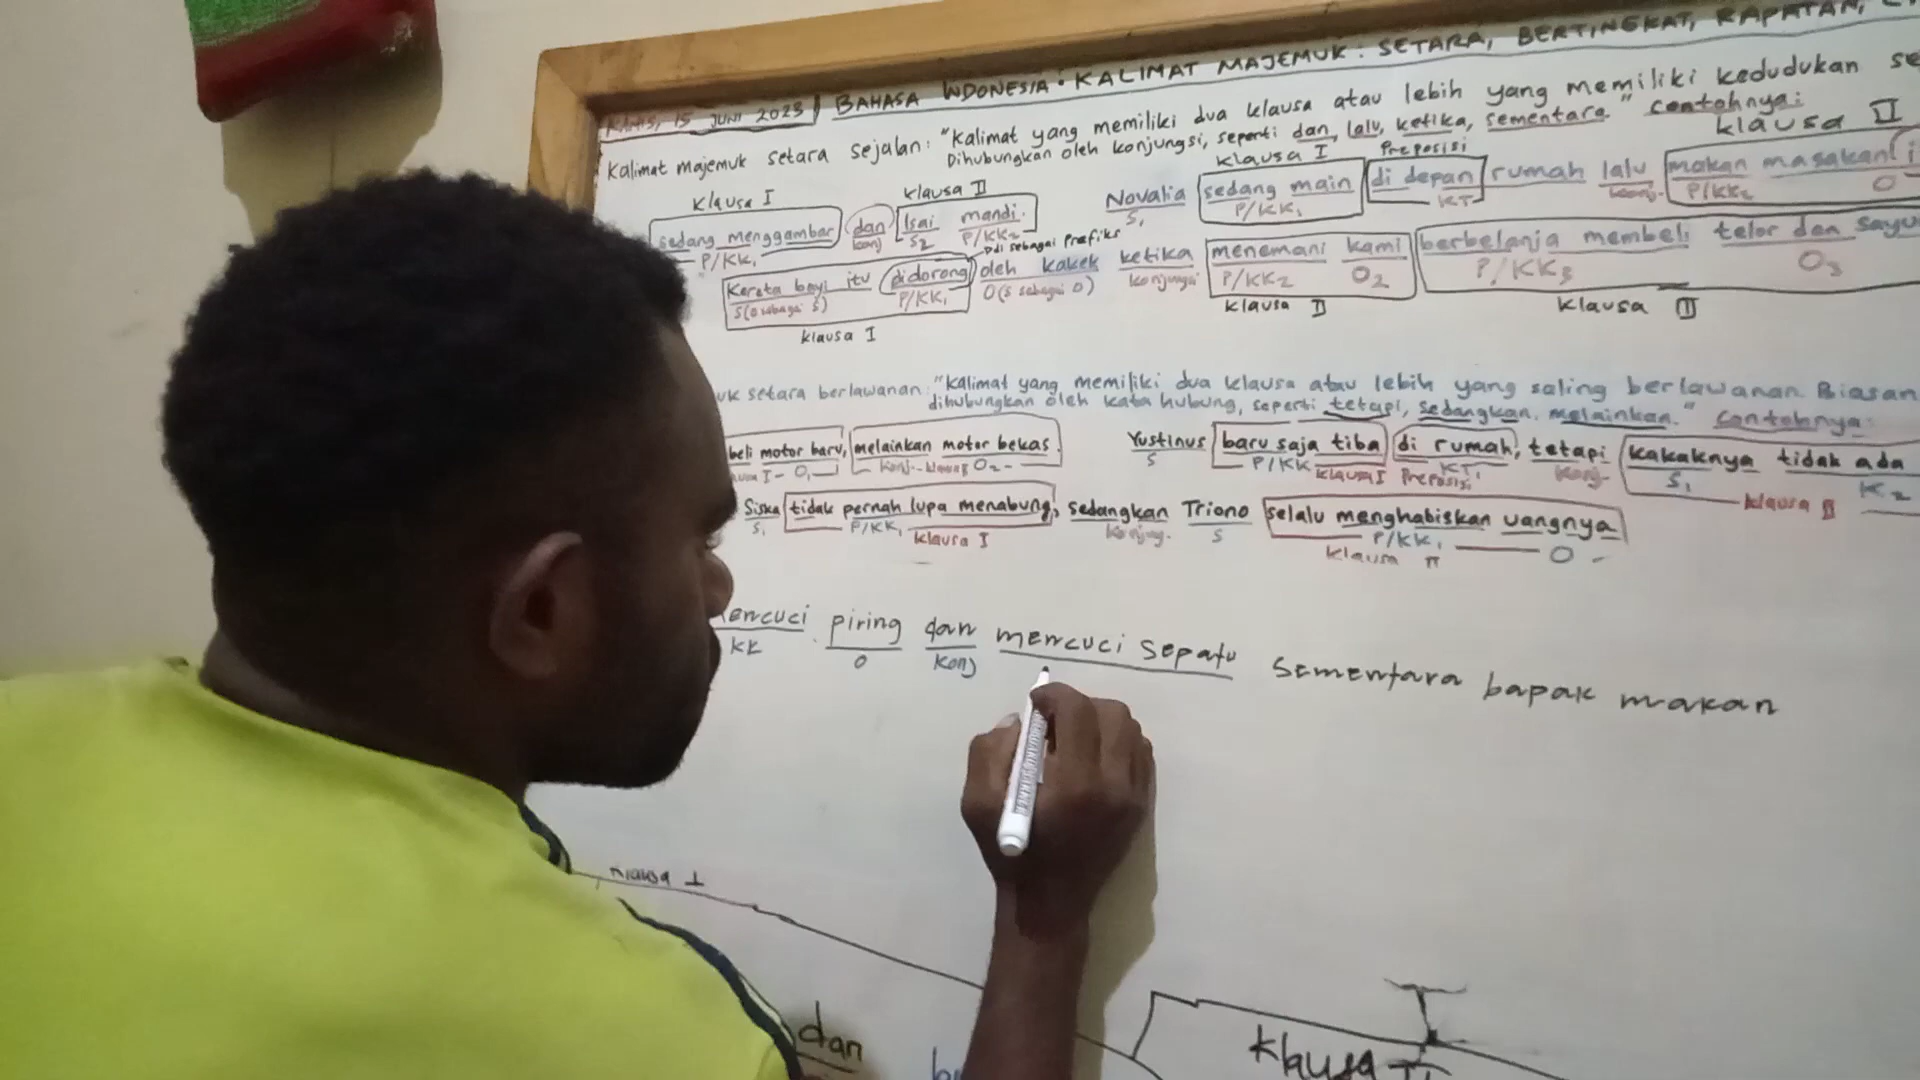 KAMIS, 15 JUNI 2023 BAHASA INDONESIA: KALIMAT MAJEMUK: SETARA, BERTINGKAT, RAPATAN,
Kalimat majemuk setara sejalan: "Kalimat yang memiliki dua klausa atau lebih yang memiliki kedudukan se
Dihubungkan oleh konjungsi, seperti dan, lalu, ketika, sementara." contohnya:
klausa I klausa II klausa I Preposisi klausa II
sedang menggambar dan Isai mandi. Novalia sedang main di depan rumah lalu makan masakan i
P/KK1 konj S2 P/KK2 S1 P/KK1 KT konj. P/KK2 O
di sebagai Prefiks
Kereta bayi itu didorong oleh kakek ketika menemani kami berbelanja membeli telor dan sayu
S(O sebagai S) P/KK1 O(S sebagai O) konjungsi P/KK2 O2 P/KK3 O3
klausa I klausa II klausa III
uk setara berlawanan: "Kalimat yang memiliki dua klausa atau lebih yang saling berlawanan. Biasan
dihubungkan oleh kata hubung, seperti tetapi, sedangkan, melainkan." Contohnya:
beli motor baru, melainkan motor bekas. Yustinus baru saja tiba di rumah, tetapi kakaknya tidak ada
usa I - O1 konj. klausa II O2 S P/KK klausa I Preposisi KT konj. S1 klausa II K2
Siska tidak pernah lupa menabung, sedangkan Triono selalu menghabiskan uangnya
S1 P/KK1 klausa I konjung. S P/KK1 O
klausa II
encuci piring dan mencuci sepatu sementara bapak makan
KK O Konj
klausa I
dan
klausa II